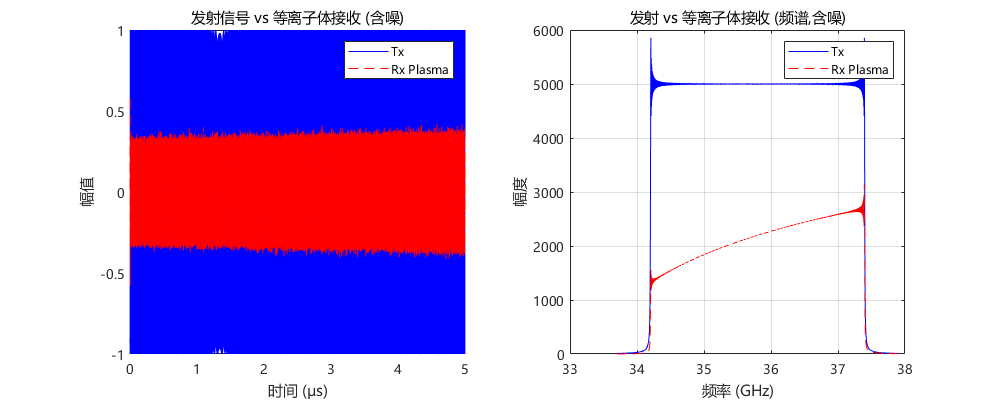 发射信号 vs 等离子体接收 (含噪)
1
0.5
0
-0.5
-1
幅值
0
1
2
3
4
5
时间 (μs)
Tx
Rx Plasma
发射 vs 等离子体接收 (频谱,含噪)
6000
5000
4000
3000
2000
1000
0
幅度
33
34
35
36
37
38
频率 (GHz)
Tx
Rx Plasma